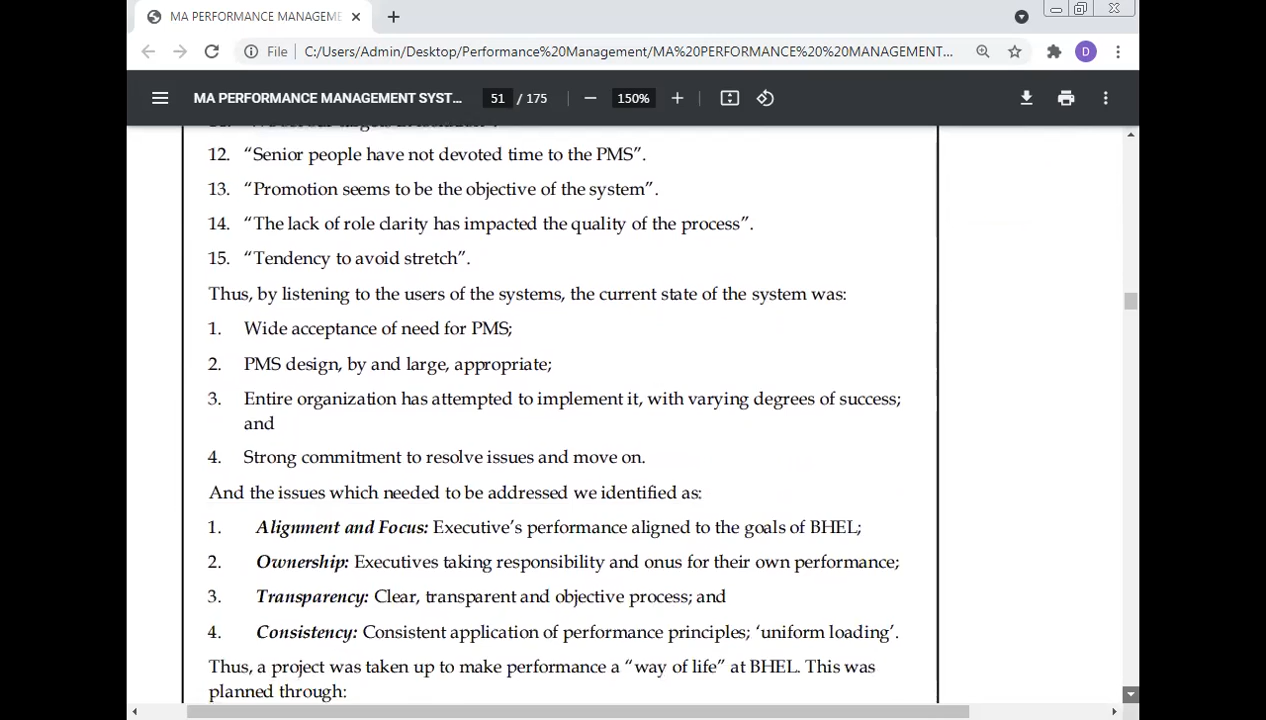 MA PERFORMANCE MANAGEME
File C:/Users/Admin/Desktop/Performance%20Management/MA%20PERFORMANCE%20%20MANAGEMENT... D
MA PERFORMANCE MANAGEMENT SYST... 51 / 175 150%
12. “Senior people have not devoted time to the PMS”.
13. “Promotion seems to be the objective of the system”.
14. “The lack of role clarity has impacted the quality of the process”.
15. “Tendency to avoid stretch”.
Thus, by listening to the users of the systems, the current state of the system was:
1. Wide acceptance of need for PMS;
2. PMS design, by and large, appropriate;
3. Entire organization has attempted to implement it, with varying degrees of success;
and
4. Strong commitment to resolve issues and move on.
And the issues which needed to be addressed we identified as:
1. Alignment and Focus: Executive’s performance aligned to the goals of BHEL;
2. Ownership: Executives taking responsibility and onus for their own performance;
3. Transparency: Clear, transparent and objective process; and
4. Consistency: Consistent application of performance principles; ‘uniform loading’.
Thus, a project was taken up to make performance a “way of life” at BHEL. This was
planned through: